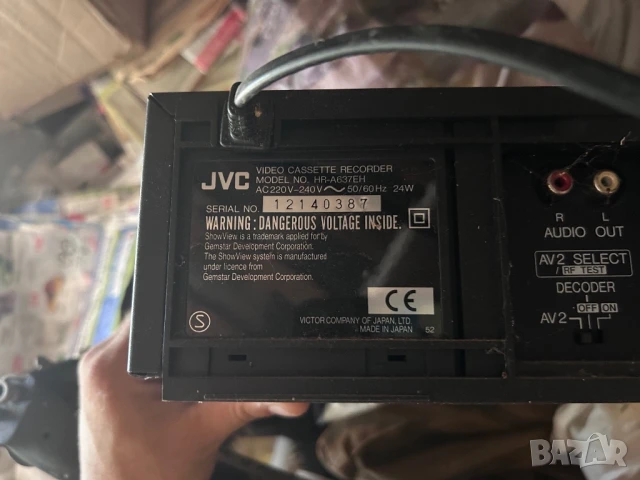 JVC
VIDEO CASSETTE RECORDER
MODEL NO. HR-A637EH
AC 220V-240V～50/60Hz 24W
SERIAL NO. 12140387
WARNING: DANGEROUS VOLTAGE INSIDE.
ShowView is a trademark applied for by
Gemstar Development Corporation.
The ShowView system is manufactured
under licence from
Gemstar Development Corporation.
S
CE
VICTOR COMPANY OF JAPAN, LTD.
MADE IN JAPAN 52
R L
AUDIO OUT
AV2 SELECT
/RF TEST
DECODER
OFF ON
AV2
BAZAR